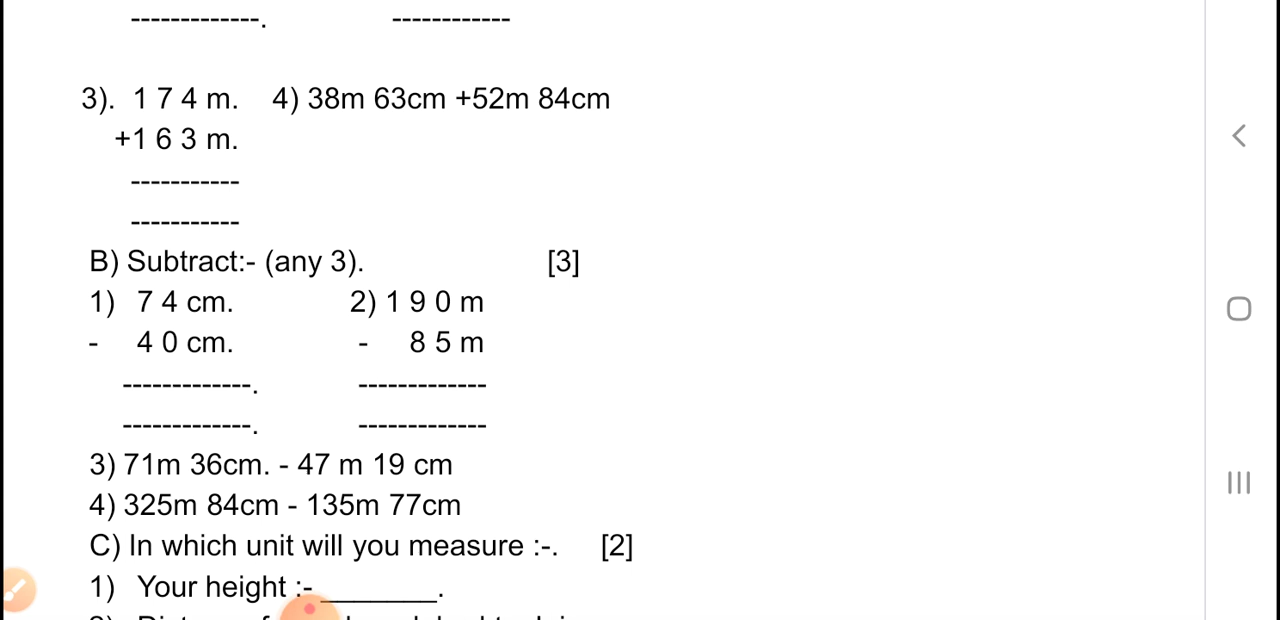 -------------.          ------------
3).  1 7 4 m.    4) 38m 63cm +52m 84cm
+1 6 3 m.
-----------
-----------
B) Subtract:- (any 3).          [3]
1)   7 4 cm.          2) 1 9 0 m
-     4 0 cm.          -     8 5 m
-------------.          -------------
-------------.          -------------
3) 71m 36cm. - 47 m 19 cm
4) 325m 84cm - 135m 77cm
C) In which unit will you measure :-.     [2]
1)   Your height :-_______.